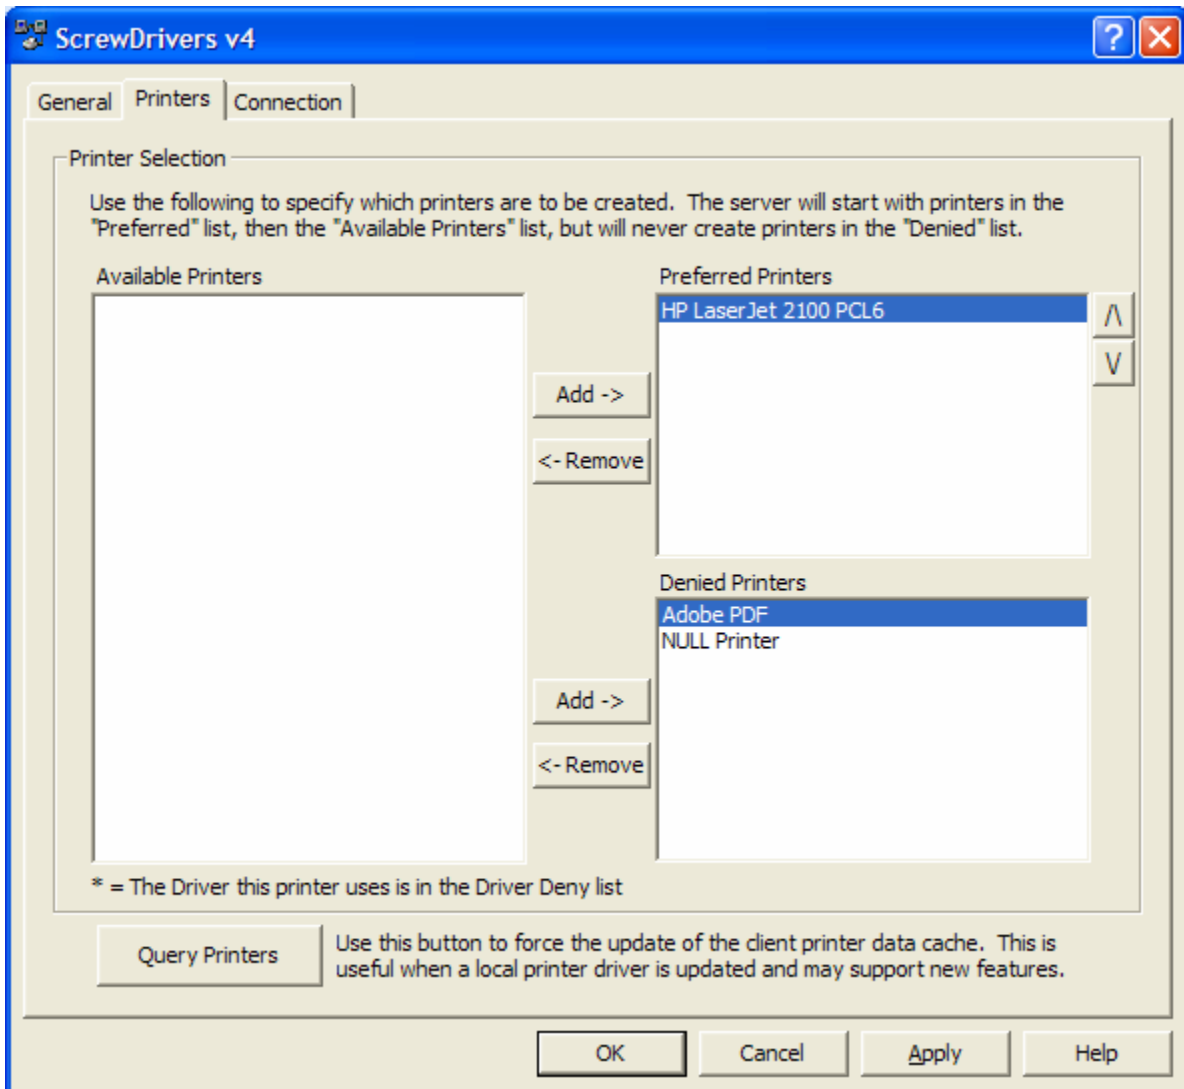 ScrewDrivers v4
General
Printers
Connection
Printer Selection
Use the following to specify which printers are to be created.  The server will start with printers in the
"Preferred" list, then the "Available Printers" list, but will never create printers in the "Denied" list.
Available Printers
Preferred Printers
HP LaserJet 2100 PCL6
/\
\/
Add ->
<- Remove
Denied Printers
Adobe PDF
NULL Printer
Add ->
<- Remove
* = The Driver this printer uses is in the Driver Deny list
Query Printers
Use this button to force the update of the client printer data cache.  This is
useful when a local printer driver is updated and may support new features.
OK
Cancel
Apply
Help